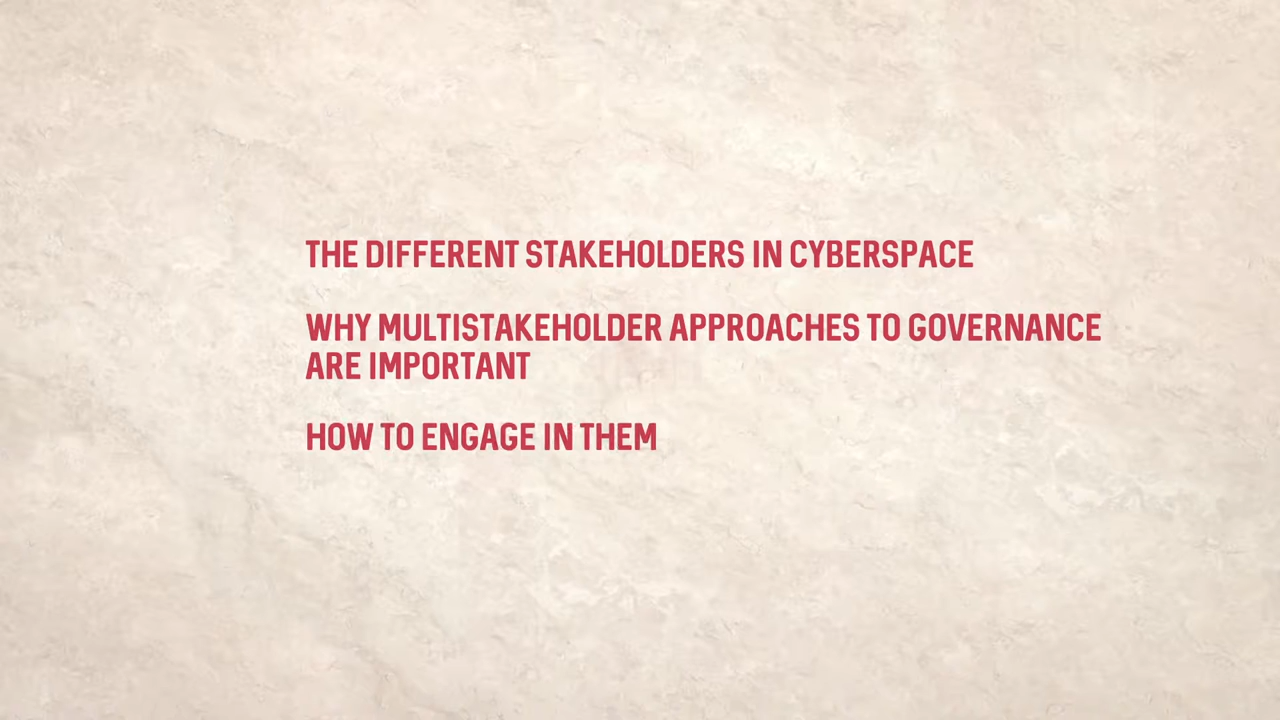 THE DIFFERENT STAKEHOLDERS IN CYBERSPACE
WHY MULTISTAKEHOLDER APPROACHES TO GOVERNANCE
ARE IMPORTANT
HOW TO ENGAGE IN THEM